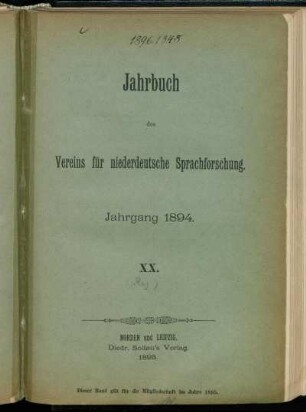 1896.1348
Jahrbuch
des
Vereins für niederdeutsche Sprachforschung.
Jahrgang 1894.
XX.
NORDEN und LEIPZIG.
Diedr. Soltau's Verlag.
1895.
Dieser Band gilt für die Mitgliedschaft im Jahre 1895.